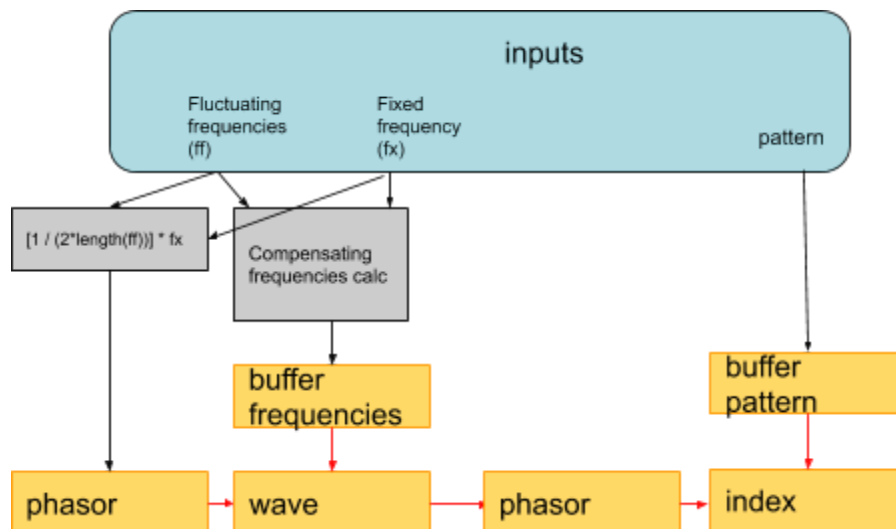 inputs
Fluctuating
frequencies
(ff)
Fixed
frequency
(fx)
pattern
[1 / (2*length(ff))] * fx
Compensating
frequencies calc
buffer
frequencies
buffer
pattern
phasor
wave
phasor
index